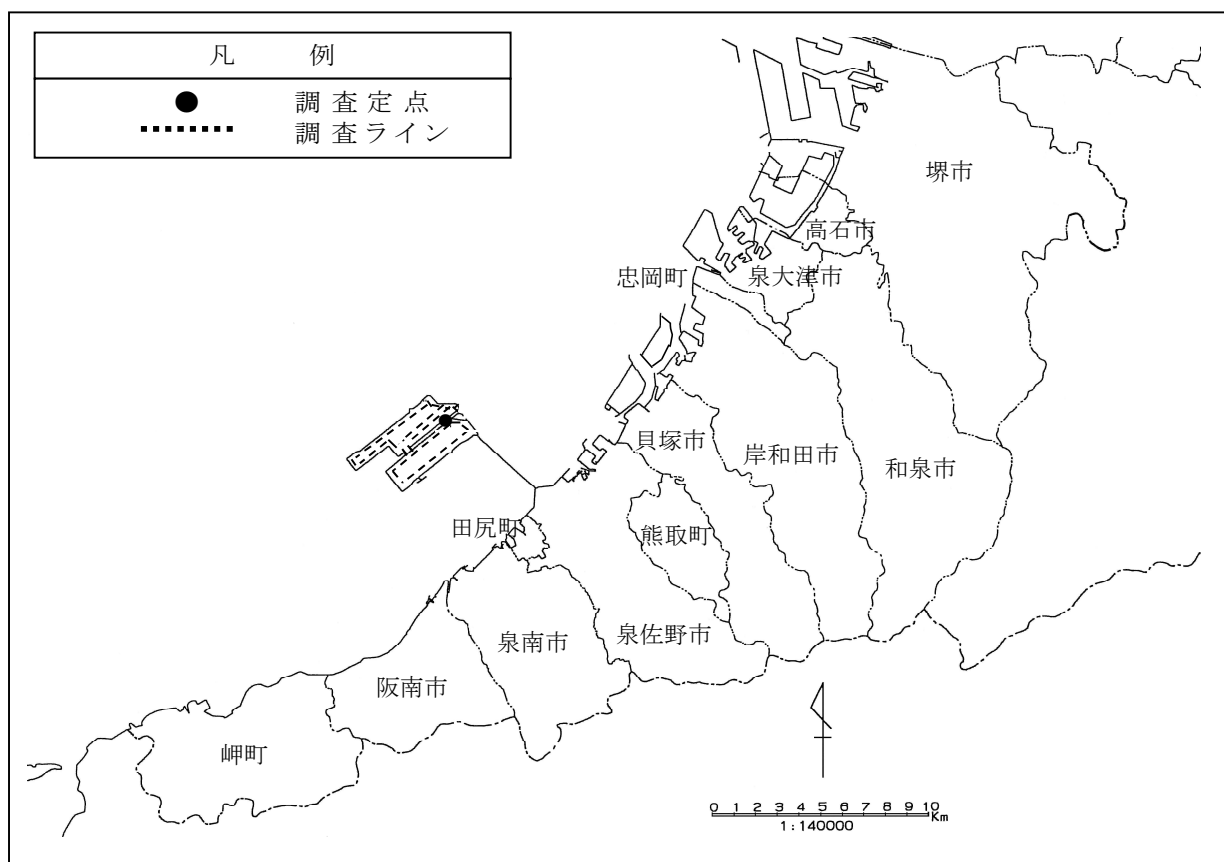 凡　例
調査定点
調査ライン
堺市
高石市
泉大津市
忠岡町
貝塚市
岸和田市
和泉市
田尻町
熊取町
泉南市
泉佐野市
阪南市
岬町
0 1 2 3 4 5 6 7 8 9 10
Km
1:140000